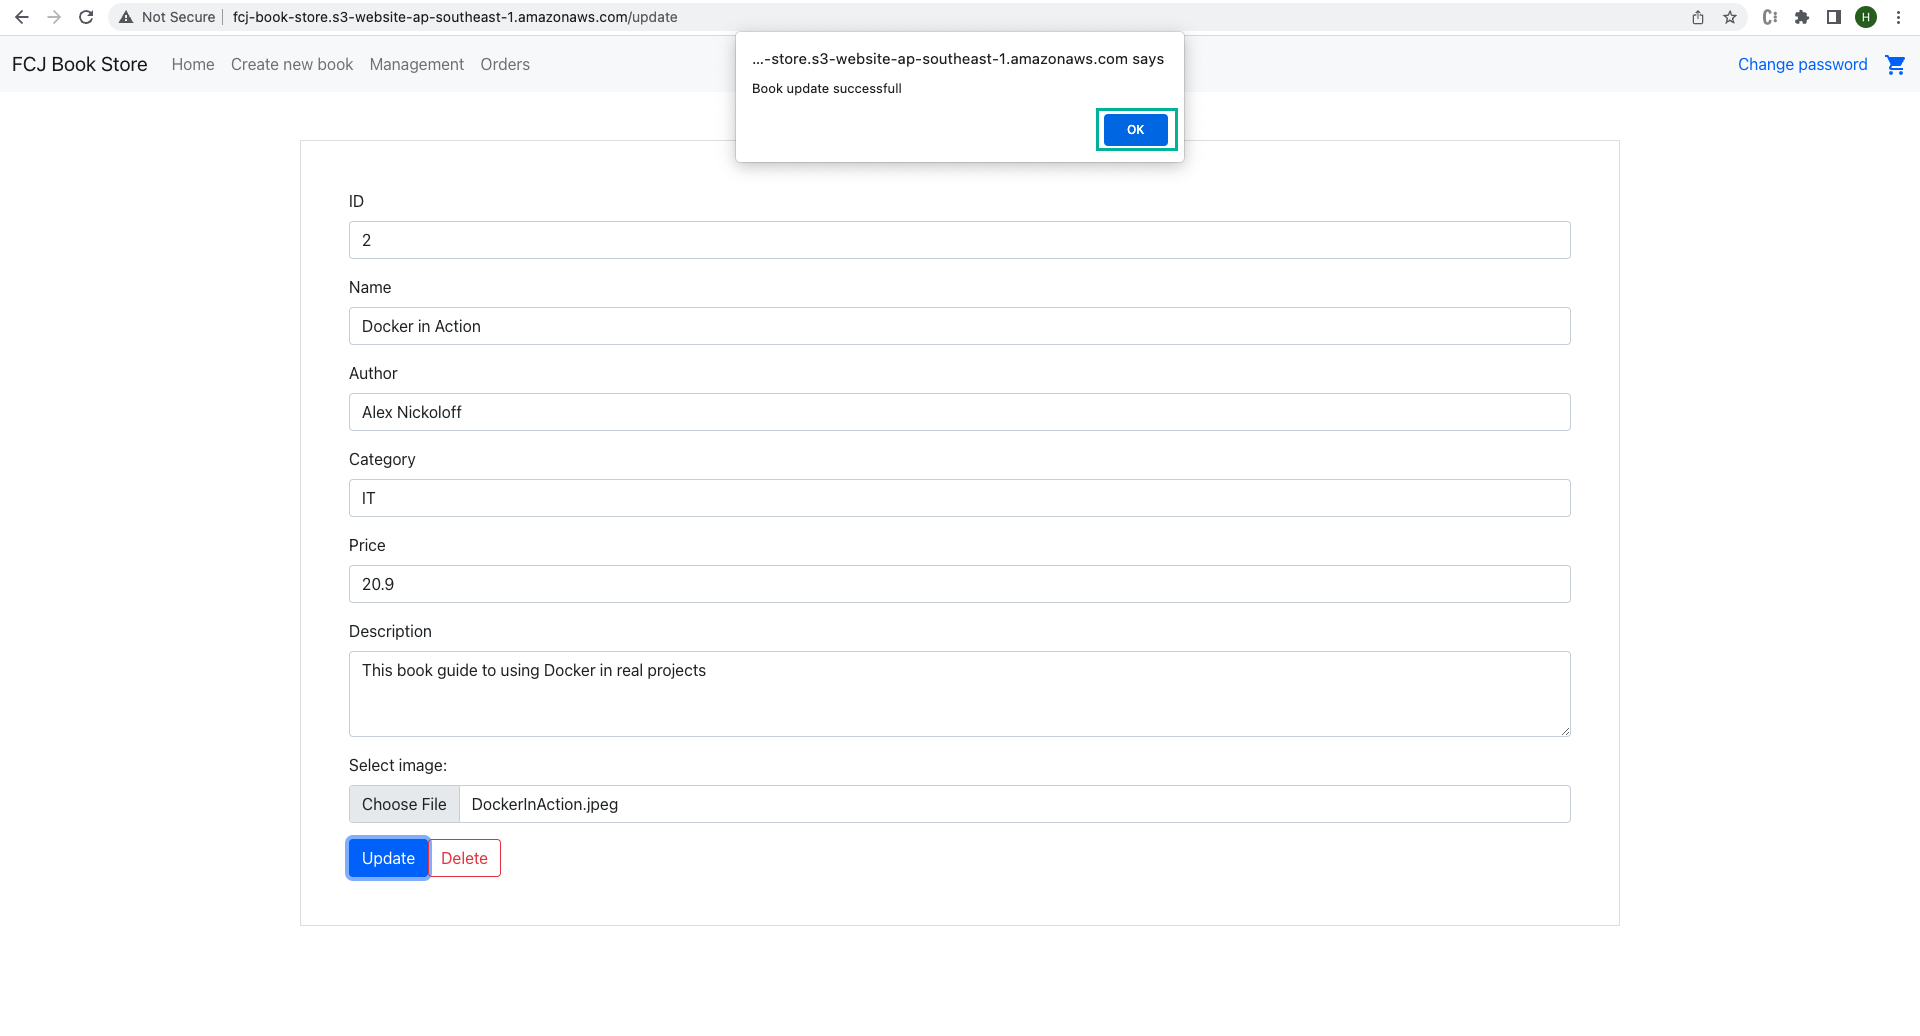 Not Secure fcj-book-store.s3-website-ap-southeast-1.amazonaws.com/update
H
FCJ Book Store Home Create new book Management Orders Change password
...-store.s3-website-ap-southeast-1.amazonaws.com says
Book update successfull
OK
ID
2
Name
Docker in Action
Author
Alex Nickoloff
Category
IT
Price
20.9
Description
This book guide to using Docker in real projects
Select image:
Choose File DockerInAction.jpeg
Update Delete